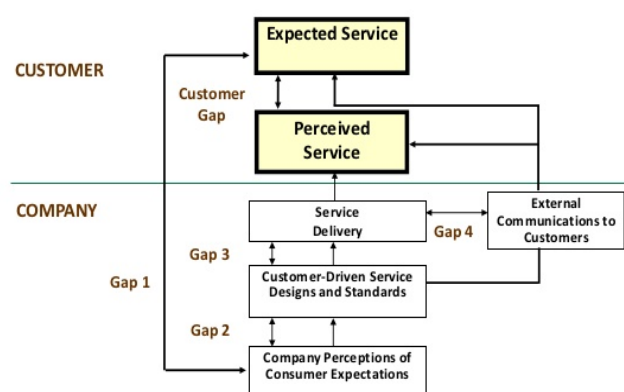 Expected Service
CUSTOMER
Customer
Gap
Perceived
Service
COMPANY
Service
Delivery
External
Communications to
Customers
Gap 4
Gap 3
Customer-Driven Service
Designs and Standards
Gap 1
Gap 2
Company Perceptions of
Consumer Expectations